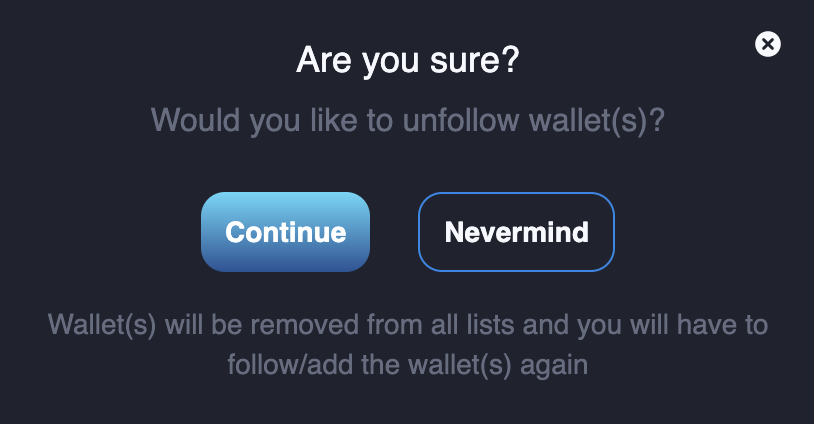 Are you sure?
Would you like to unfollow wallet(s)?
Continue
Nevermind
Wallet(s) will be removed from all lists and you will have to
follow/add the wallet(s) again